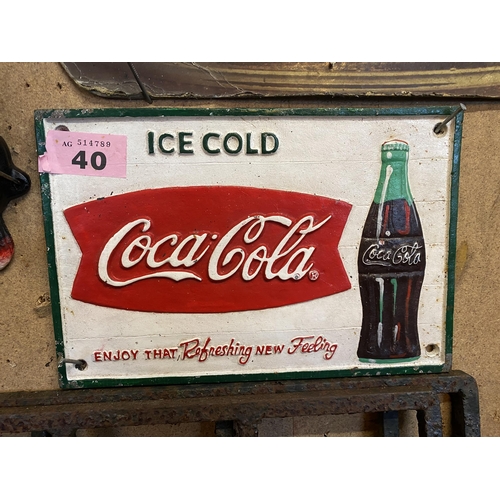 AG 514789
40
ICE COLD
Coca-Cola ®
Coca-Cola
ENJOY THAT Refreshing NEW Feeling